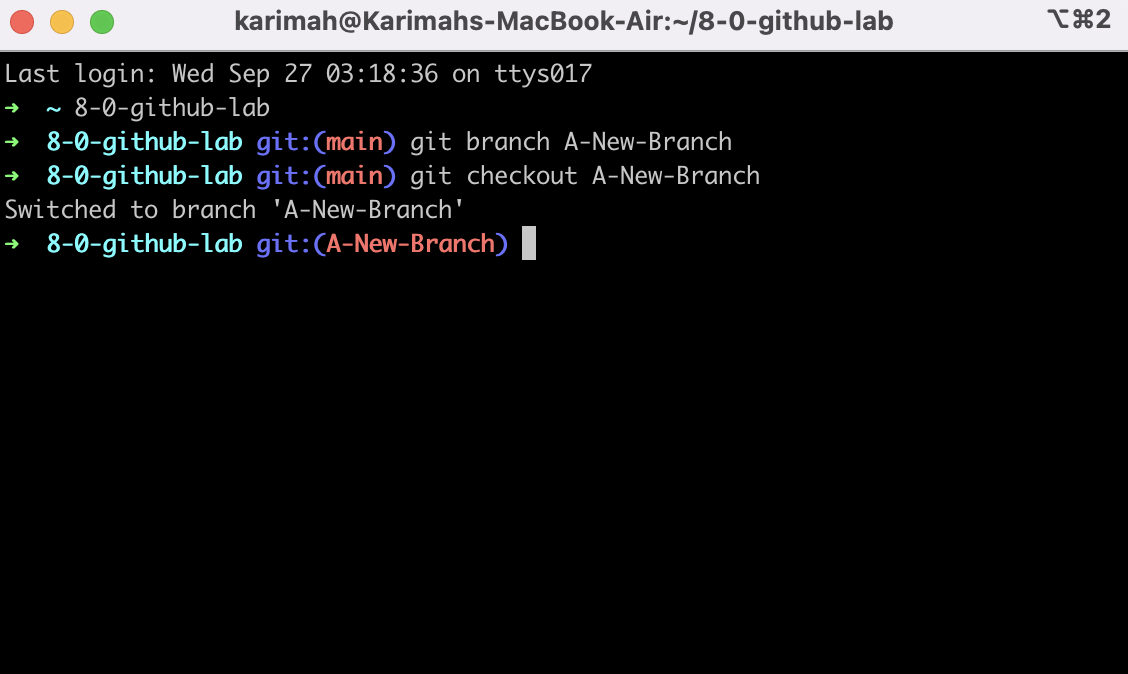 karimah@Karimahs-MacBook-Air:~/8-0-github-lab ⌥⌘2
Last login: Wed Sep 27 03:18:36 on ttys017
➜  ~ 8-0-github-lab
➜  8-0-github-lab git:(main) git branch A-New-Branch
➜  8-0-github-lab git:(main) git checkout A-New-Branch
Switched to branch 'A-New-Branch'
➜  8-0-github-lab git:(A-New-Branch)